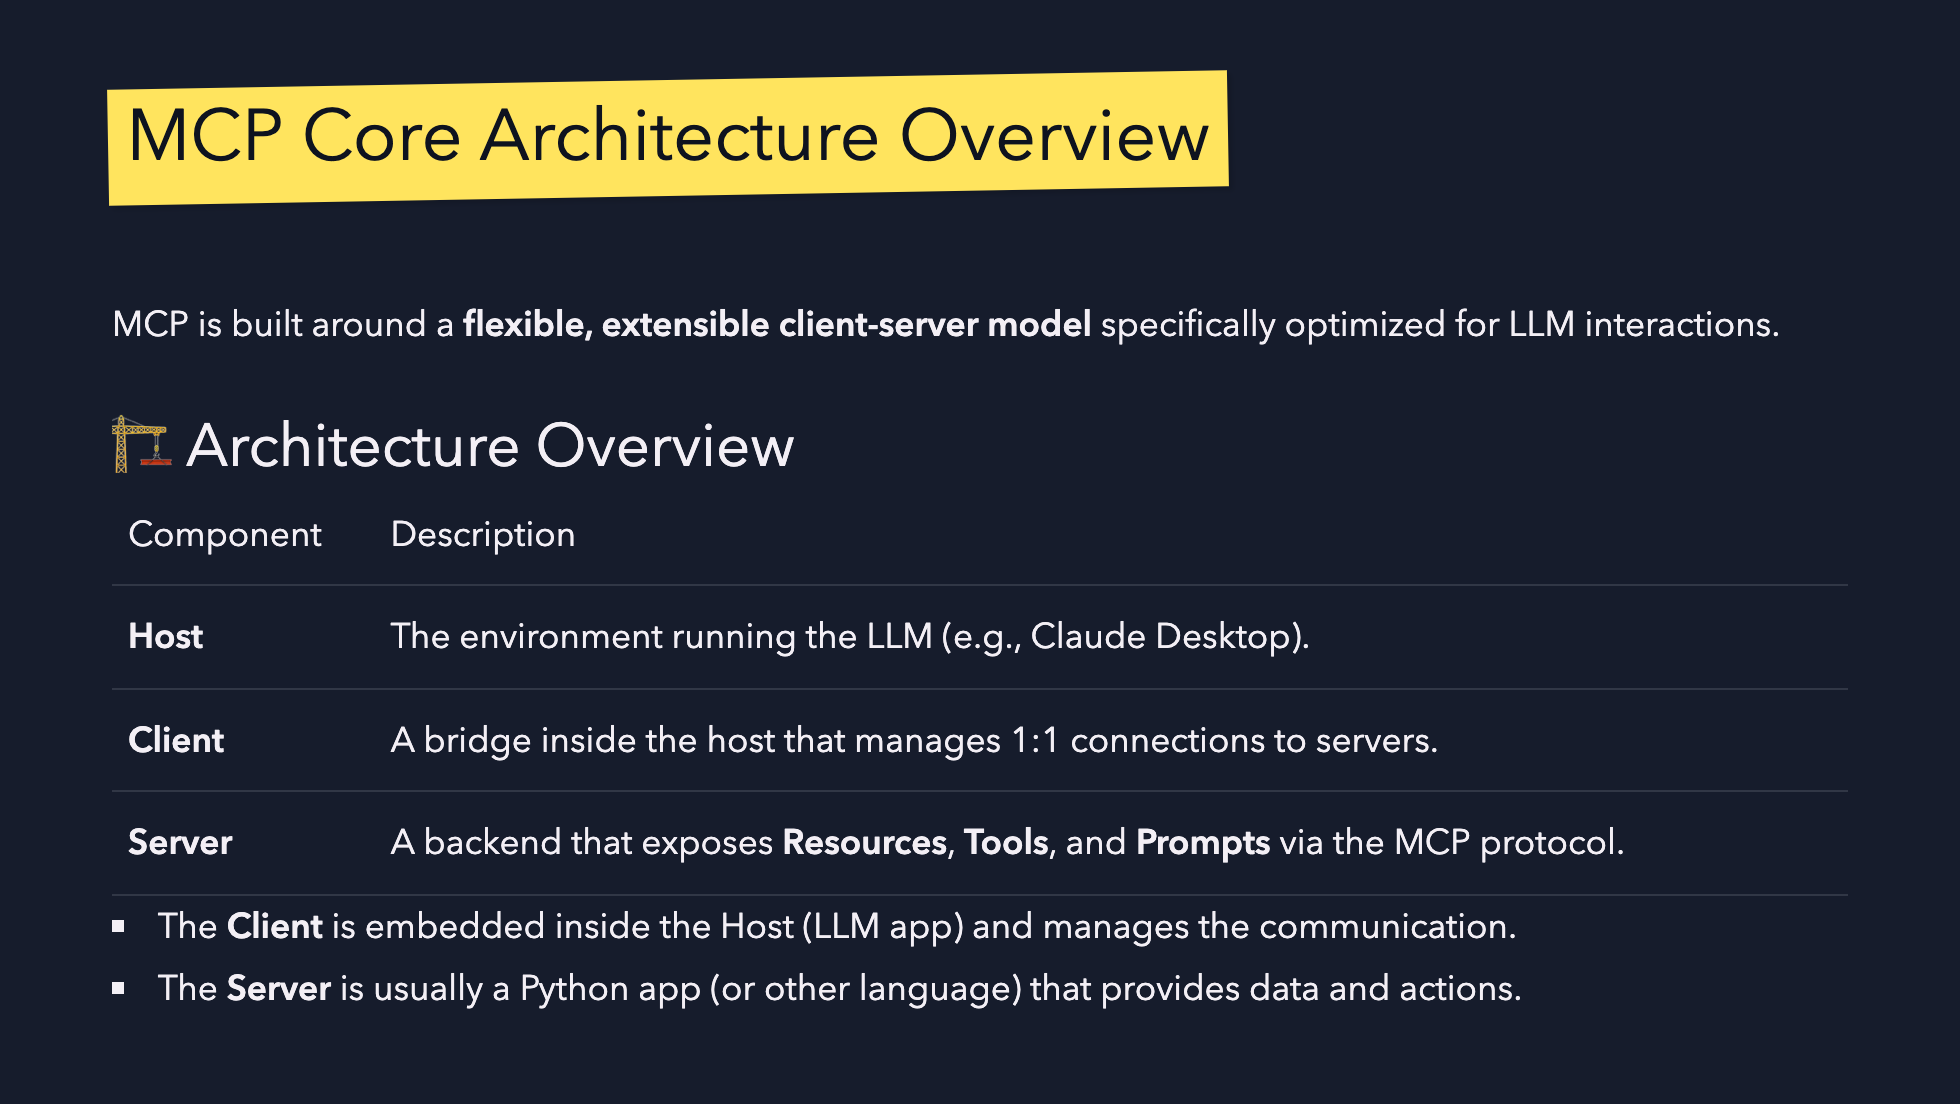 MCP Core Architecture Overview
MCP is built around a flexible, extensible client-server model specifically optimized for LLM interactions.
🏗️ Architecture Overview
Component Description
Host The environment running the LLM (e.g., Claude Desktop).
Client A bridge inside the host that manages 1:1 connections to servers.
Server A backend that exposes Resources, Tools, and Prompts via the MCP protocol.
▪ The Client is embedded inside the Host (LLM app) and manages the communication.
▪ The Server is usually a Python app (or other language) that provides data and actions.